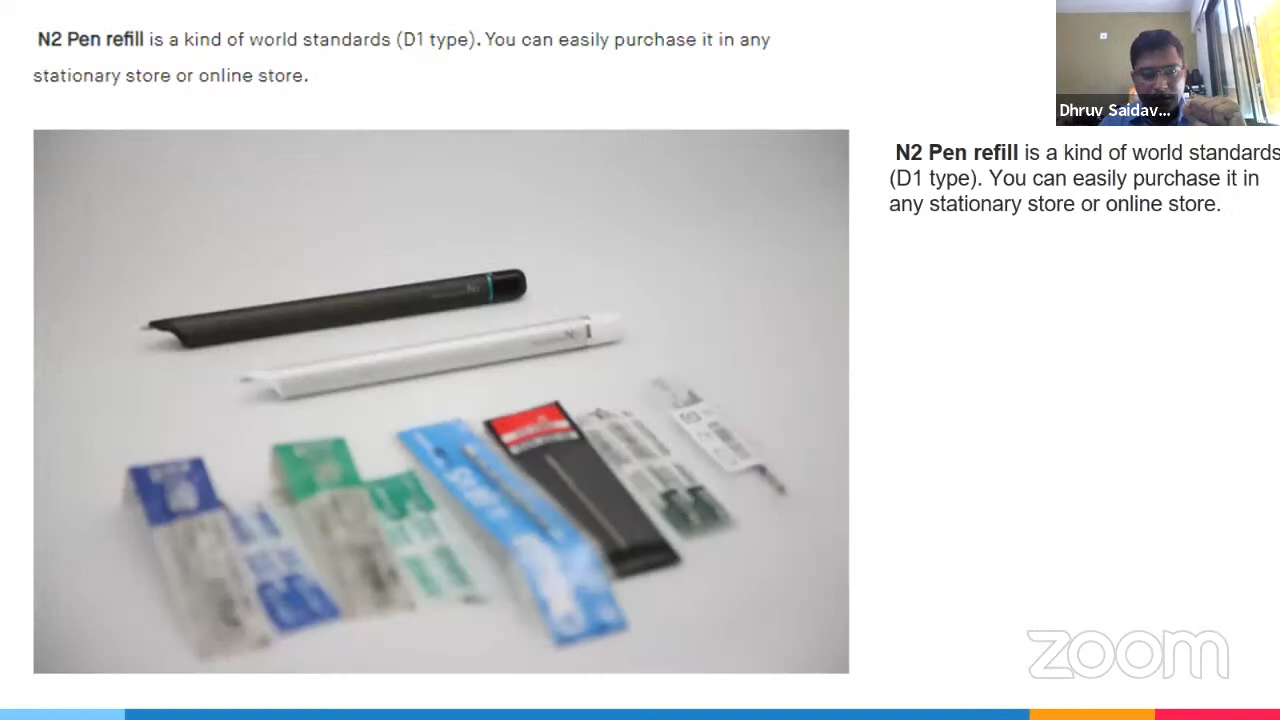 N2 Pen refill is a kind of world standards (D1 type). You can easily purchase it in any
stationary store or online store.
Dhruv Saidav...
N2 Pen refill is a kind of world standards
(D1 type). You can easily purchase it in
any stationary store or online store.
zoom